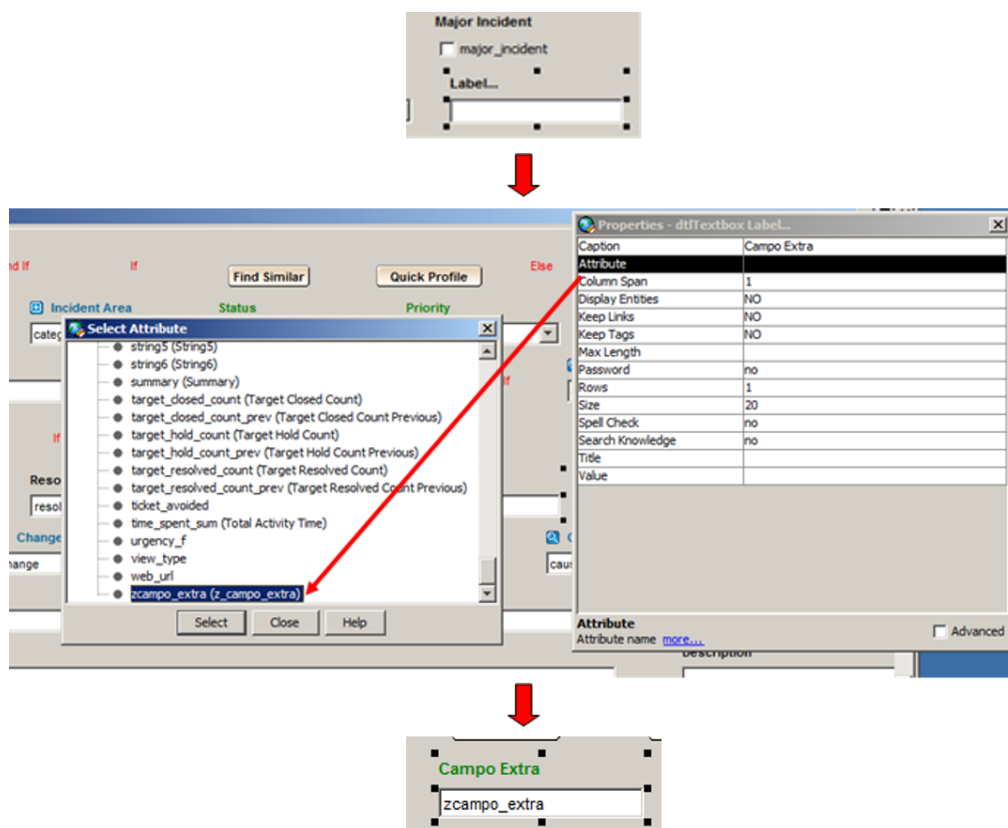 Major Incident
major_incident
Label...
Properties - dtlTextbox Label...
Caption Campo Extra
Attribute
Column Span 1
Display Entities NO
Keep Links NO
Keep Tags NO
Max Length
Password no
Rows 1
Size 20
Spell Check no
Search Knowledge no
Title
Value
Attribute
Attribute name more...
Advanced
nd If If Else
Find Similar Quick Profile
Incident Area Status Priority
categ
Select Attribute
string5 (String5)
string6 (String6)
summary (Summary)
target_closed_count (Target Closed Count)
target_closed_count_prev (Target Closed Count Previous)
target_hold_count (Target Hold Count)
target_hold_count_prev (Target Hold Count Previous)
target_resolved_count (Target Resolved Count)
target_resolved_count_prev (Target Resolved Count Previous)
ticket_avoided
time_spent_sum (Total Activity Time)
urgency_f
view_type
web_url
zcampo_extra (z_campo_extra)
Select Close Help
If
If
Reso
resol
Change
hange
C
cau
Description
Campo Extra
zcampo_extra